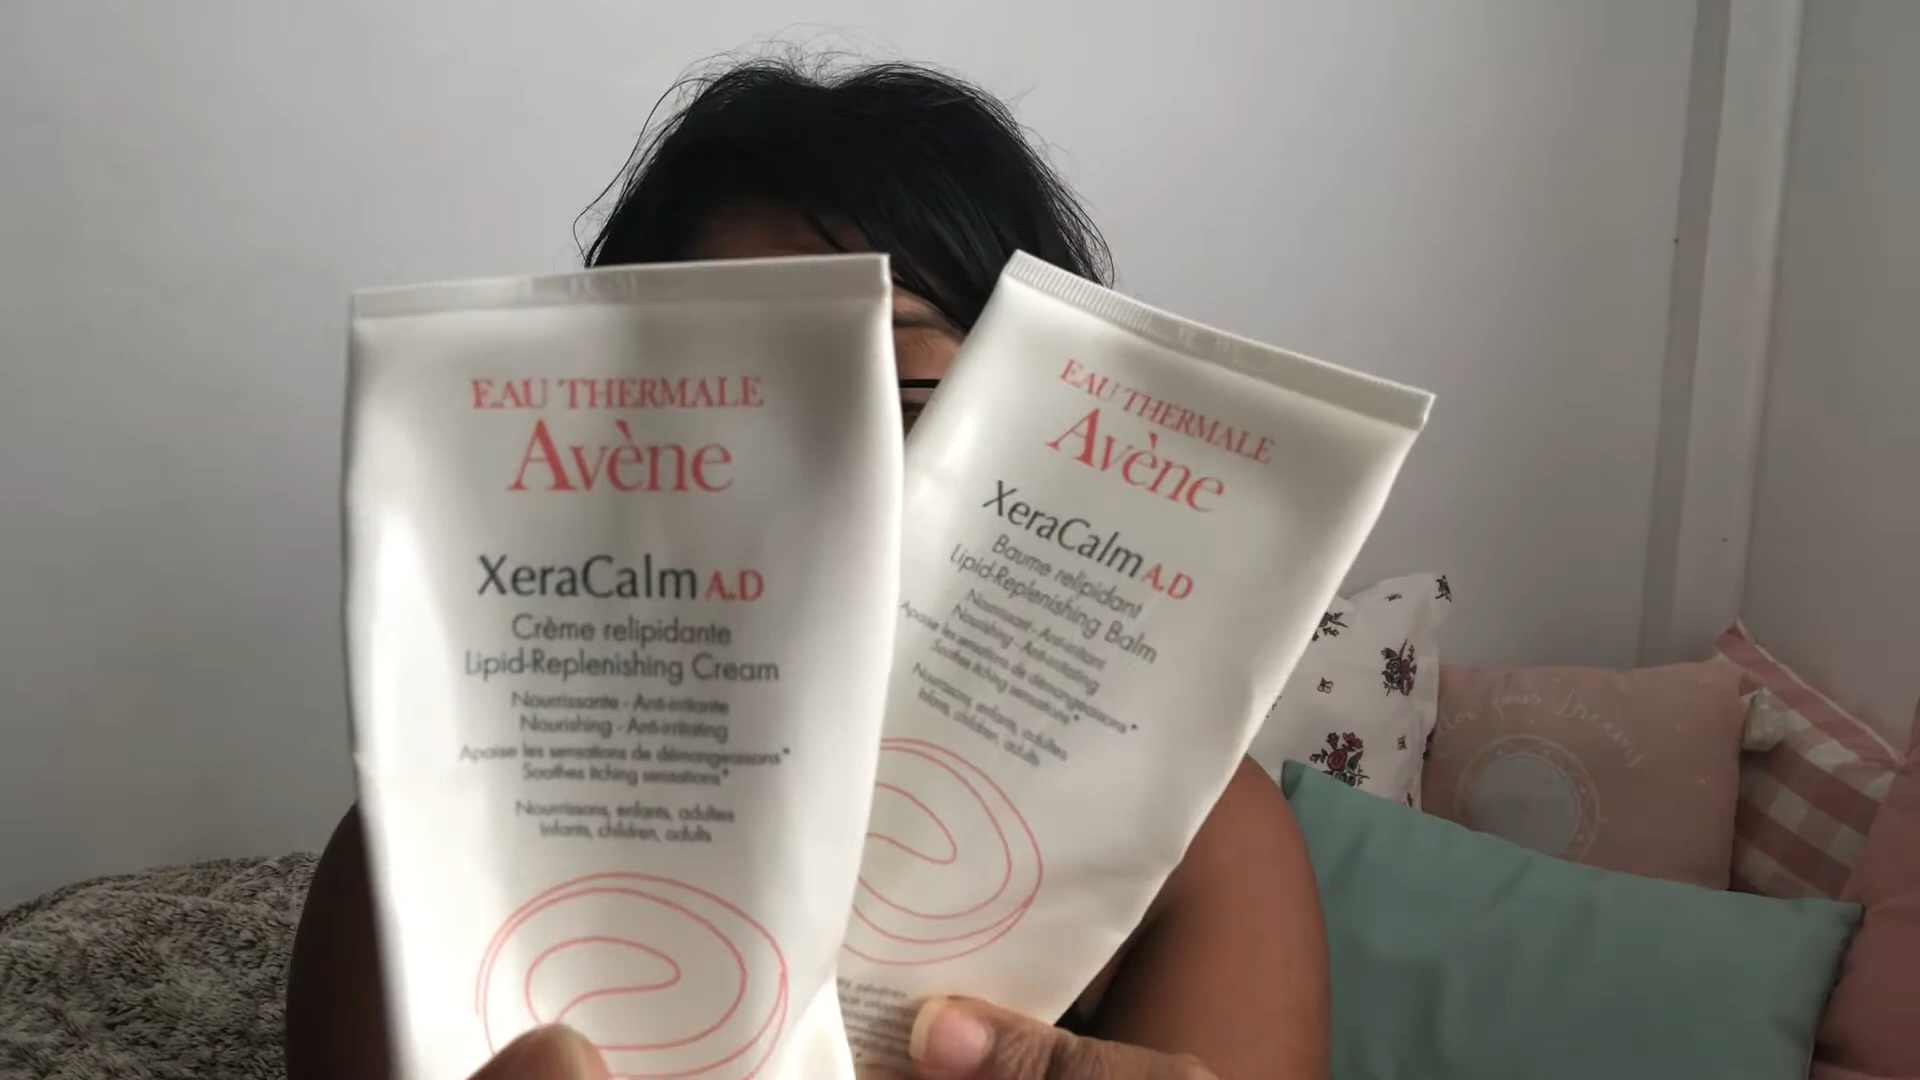 EAU THERMALE
Avène
XeraCalm A.D
Crème relipidante
Lipid-Replenishing Cream
Nourrissante - Anti-irritante
Nourishing - Anti-irritating
Apaise les sensations de démangeaisons*
Soothes itching sensations*
Nourrissons, enfants, adultes
Infants, children, adults
EAU THERMALE
Avène
XeraCalm A.D
Baume relipidant
Lipid-Replenishing Balm
Nourrissant - Anti-irritant
Nourishing - Anti-irritating
Apaise les sensations de démangeaisons*
Soothes itching sensations*
Nourrissons, enfants, adultes
Infants, children, adults
your Dreams